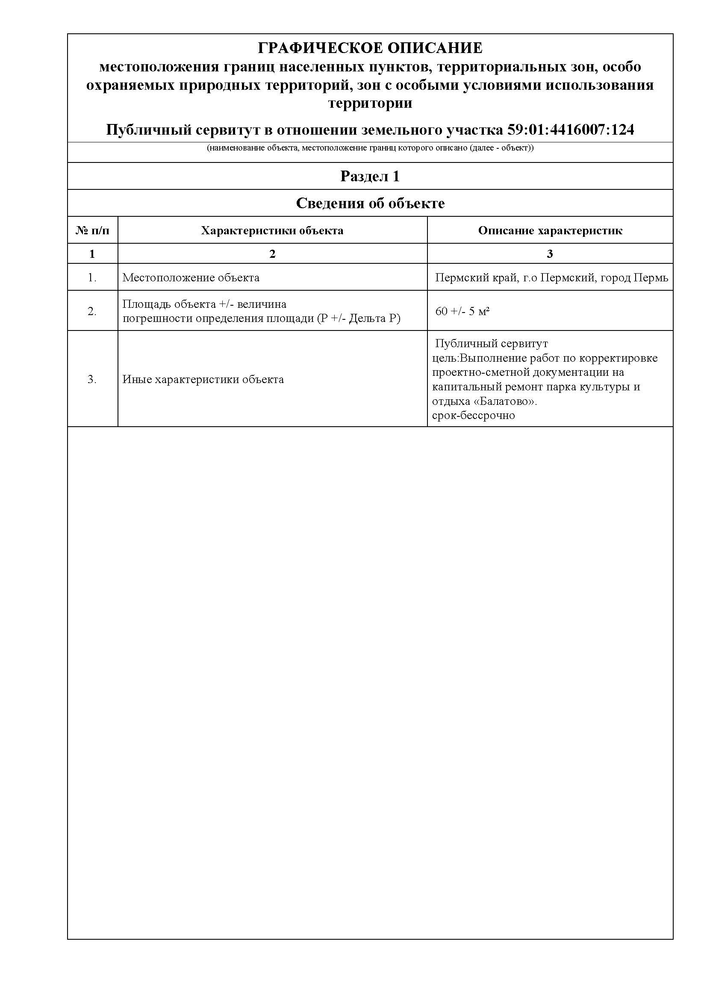 ГРАФИЧЕСКОЕ ОПИСАНИЕ
местоположения границ населенных пунктов, территориальных зон, особо
охраняемых природных территорий, зон с особыми условиями использования
территории
Публичный сервитут в отношении земельного участка 59:01:4416007:124
(наименование объекта, местоположение границ которого описано (далее - объект))
Раздел 1
Сведения об объекте
№ п/п Характеристики объекта Описание характеристик
1 2 3
1. Местоположение объекта Пермский край, г.о Пермский, город Пермь
2. Площадь объекта +/- величина
погрешности определения площади (Р +/- Дельта Р) 60 +/- 5 м²
3. Иные характеристики объекта Публичный сервитут
цель:Выполнение работ по корректировке
проектно-сметной документации на
капитальный ремонт парка культуры и
отдыха «Балатово».
срок-бессрочно